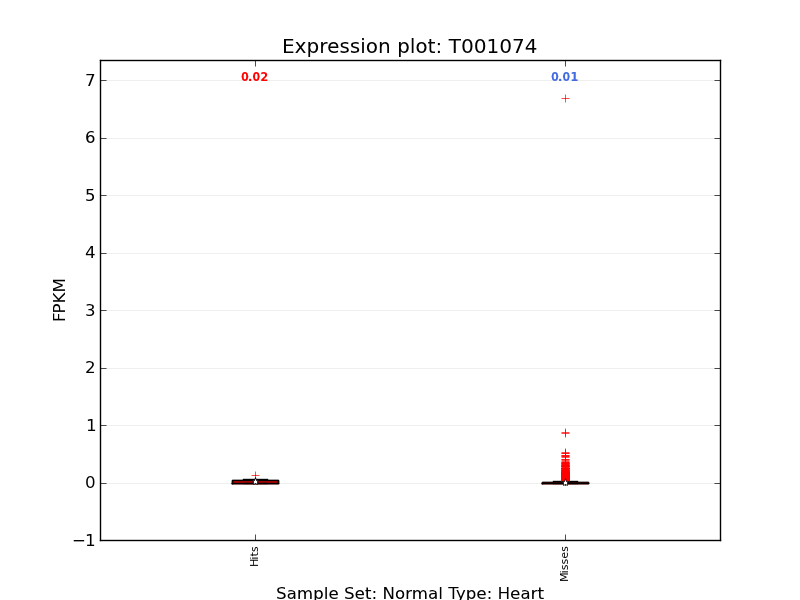 Expression plot: T001074
0.02
0.01
7
6
5
4
3
2
1
0
−1
FPKM
Hits
Misses
Sample Set: Normal Type: Heart